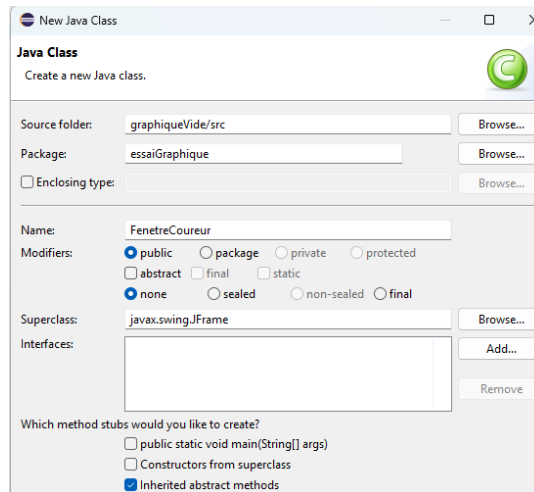 New Java Class
Java Class
Create a new Java class.
Source folder: graphiqueVide/src Browse...
Package: essaiGraphique Browse...
Enclosing type: Browse...
Name: FenetreCoureur
Modifiers: public package private protected
abstract final static
none sealed non-sealed final
Superclass: javax.swing.JFrame Browse...
Interfaces: Add...
Remove
Which method stubs would you like to create?
public static void main(String[] args)
Constructors from superclass
Inherited abstract methods